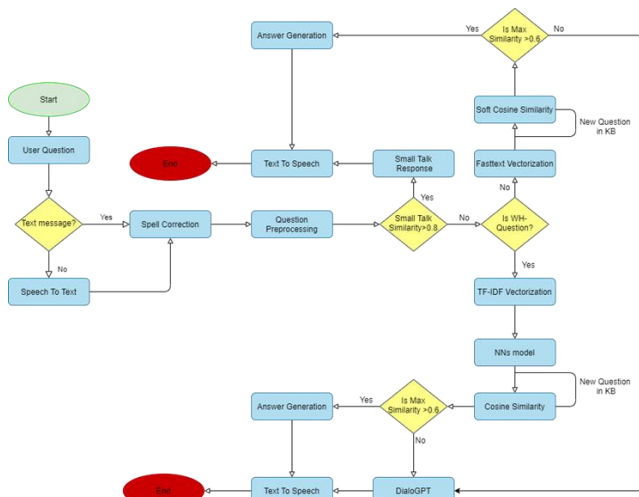 Answer Generation
Yes
Is Max
Similarity >0.6
No
Start
Soft Cosine Similarity
New Question
in KB
User Question
End
Text To Speech
Small Talk
Response
Fasttext Vectorization
Yes
No
Text message?
Yes
Spell Correction
Question
Preprocessing
Small Talk
Similarity>0.8
No
Is WH-
Question?
No
Yes
Speech To Text
TF-IDF Vectorization
NNs model
New Question
in KB
Answer Generation
Yes
Is Max
Similarity >0.6
Cosine Similarity
No
End
Text To Speech
DialoGPT